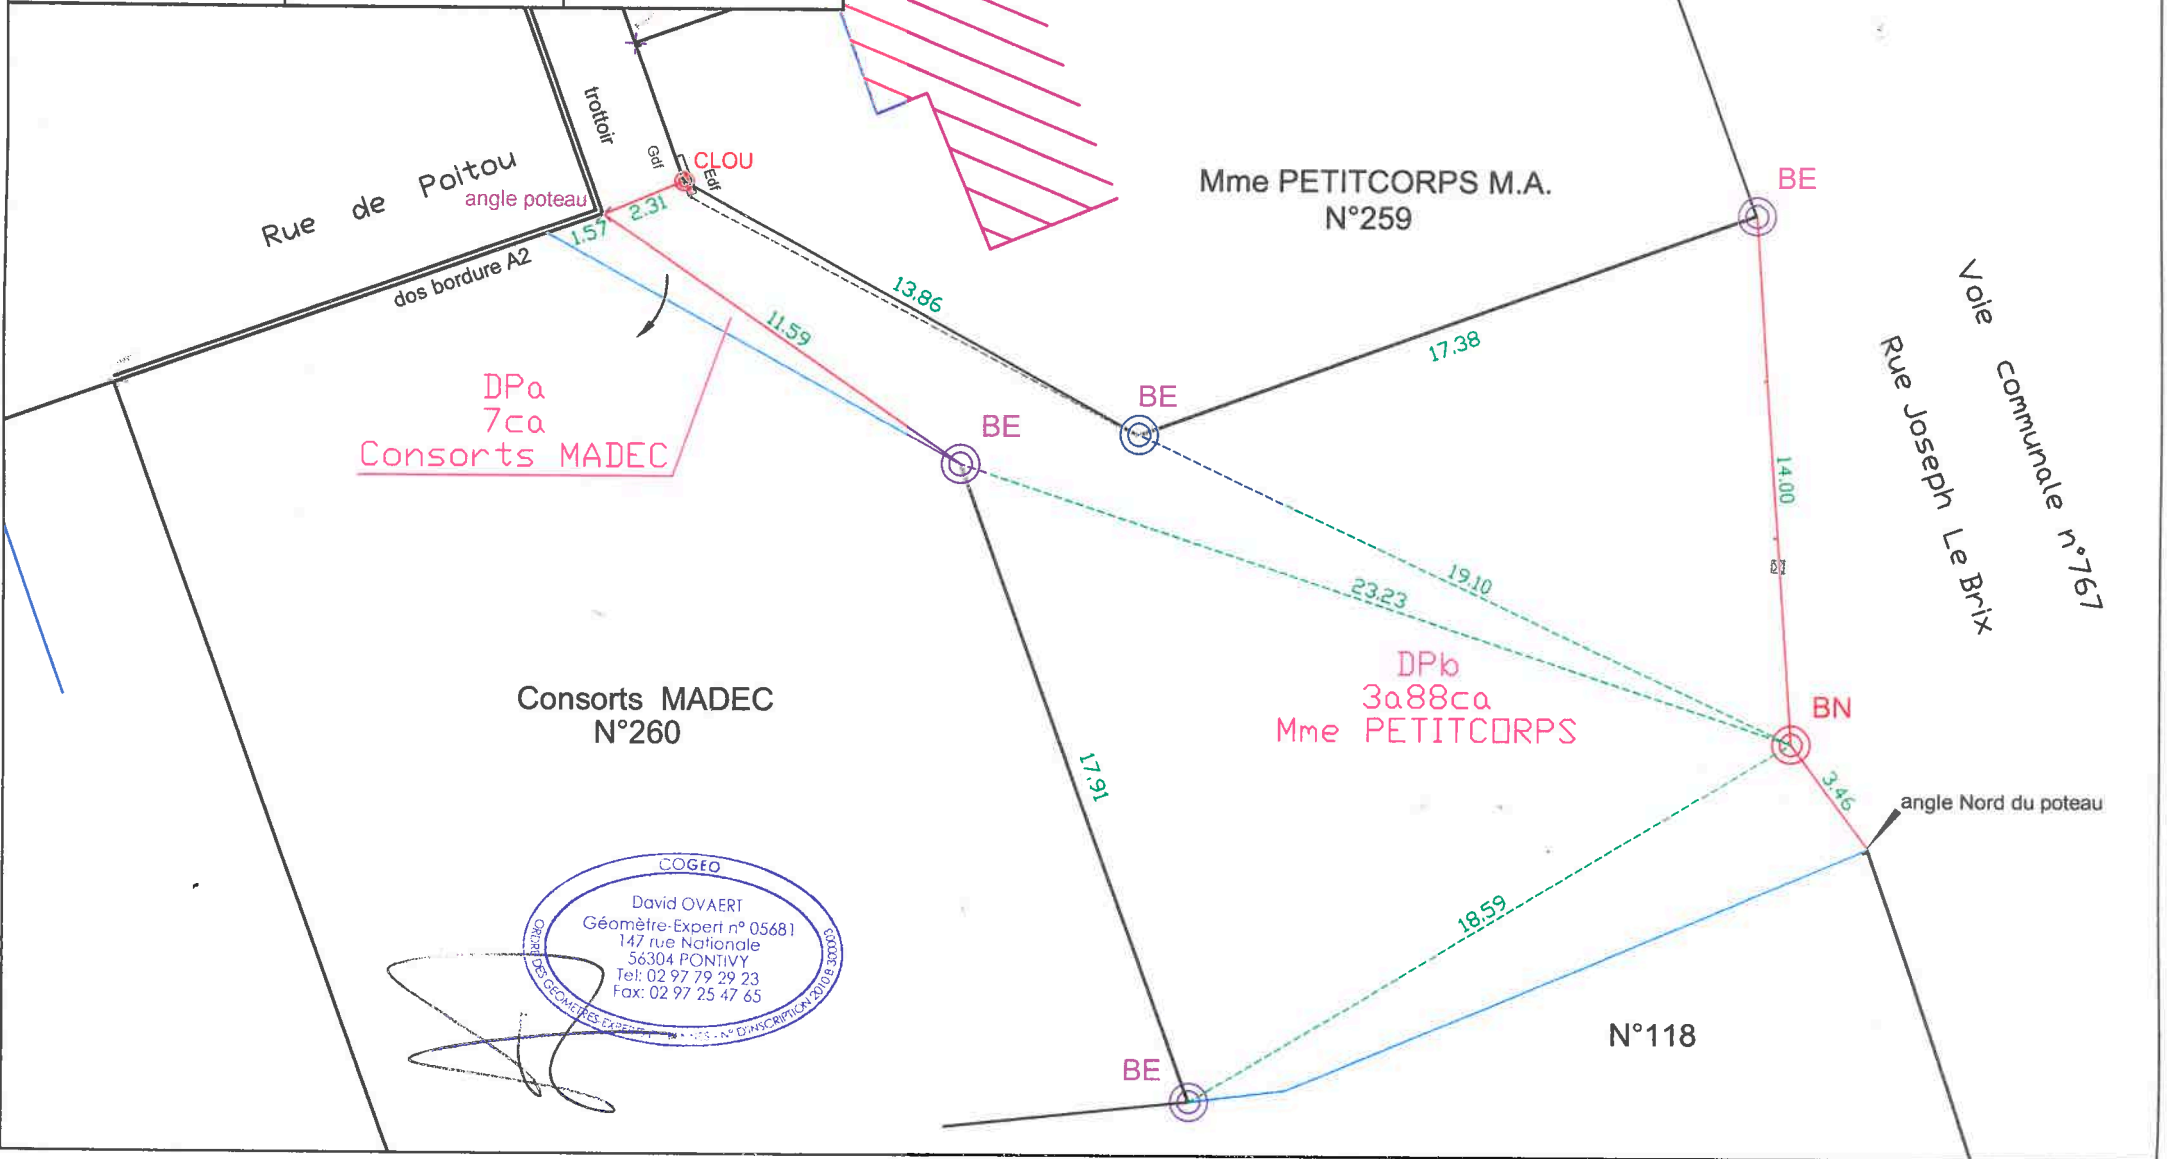 trottoir
Gdf
CLOU
Edf
Rue de Poitou
angle poteau
2.31
1.57
dos bordure A2
Mme PETITCORPS M.A.
N°259
BE
13.86
11.59
17.38
Voie communale n°767
Rue Joseph Le Brix
DPa
7ca
Consorts MADEC
BE
BE
14.00
19.10
23.23
DPb
3a88ca
Mme PETITCORPS
Consorts MADEC
N°260
BN
3.46
angle Nord du poteau
17.91
18.59
COGEO
David OVAERT
Géomètre-Expert n° 05681
147 rue Nationale
56304 PONTIVY
Tel: 02 97 79 29 23
Fax: 02 97 25 47 65
N°118
BE